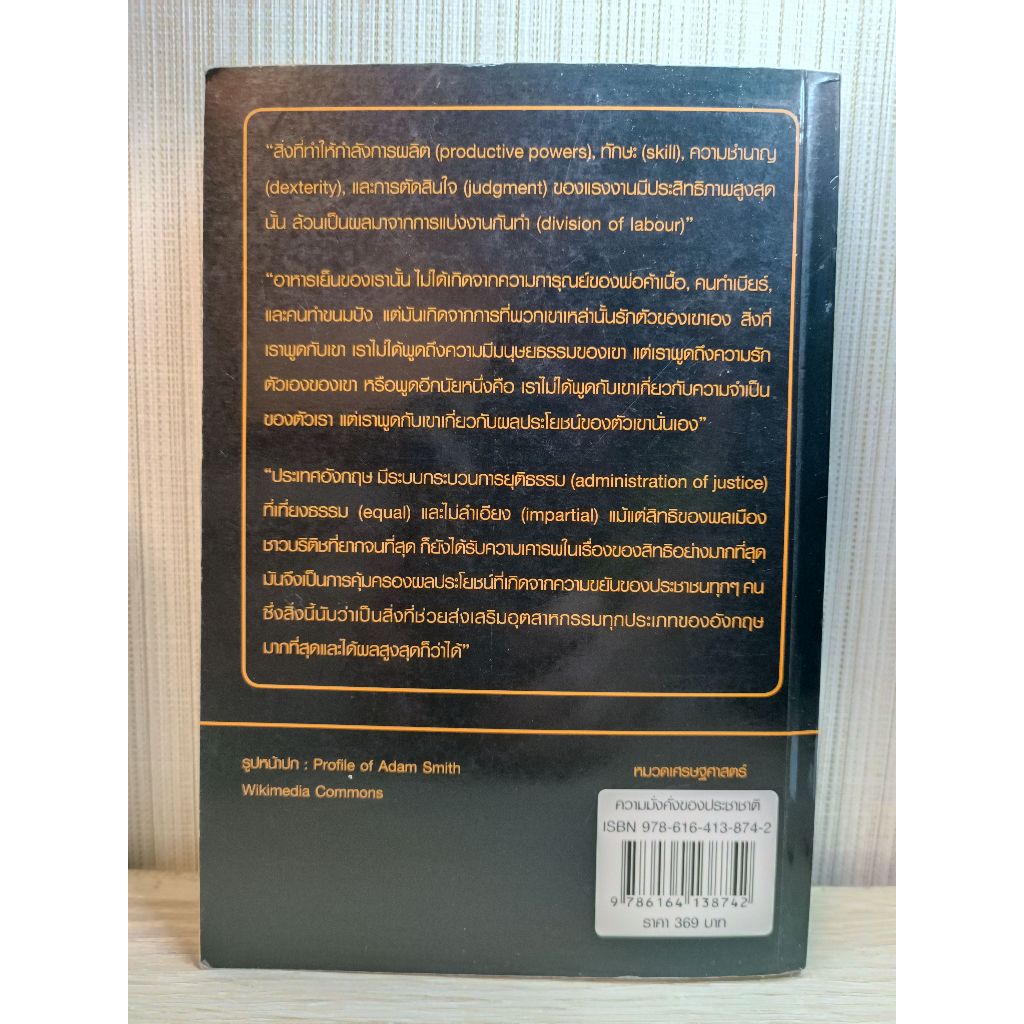 “สิ่งที่ทำให้กำลังการผลิต (productive powers), ทักษะ (skill), ความชำนาญ
(dexterity), และการตัดสินใจ (judgment) ของแรงงานมีประสิทธิภาพสูงสุด
นั้น ล้วนเป็นผลมาจากการแบ่งงานกันทำ (division of labour)”
“อาหารเย็นของเรานั้น ไม่ได้เกิดจากความการุณย์ของพ่อค้าเนื้อ, คนทำเบียร์,
และคนทำขนมปัง แต่มันเกิดจากการที่พวกเขาเหล่านั้นรักตัวของเขาเอง สิ่งที่
เราพูดกับเขา เราไม่ได้พูดถึงความมีมนุษยธรรมของเขา แต่เราพูดถึงความรัก
ตัวเองของเขา หรือพูดอีกนัยหนึ่งคือ เราไม่ได้พูดกับเขาเกี่ยวกับความจำเป็น
ของตัวเรา แต่เราพูดกับเขาเกี่ยวกับผลประโยชน์ของตัวเขานั่นเอง”
“ประเทศอังกฤษ มีระบบกระบวนการยุติธรรม (administration of justice)
ที่เที่ยงธรรม (equal) และไม่ลำเอียง (impartial) แม้แต่สิทธิของพลเมือง
ชาวบริติชที่ยากจนที่สุด ก็ยังได้รับความเคารพในเรื่องของสิทธิอย่างมากที่สุด
มันจึงเป็นการคุ้มครองผลประโยชน์ที่เกิดจากความขยันของประชาชนทุกๆ คน
ซึ่งสิ่งนี้นับว่าเป็นสิ่งที่ช่วยส่งเสริมอุตสาหกรรมทุกประเภทของอังกฤษ
มากที่สุดและได้ผลสูงสุดก็ว่าได้”
รูปหน้าปก : Profile of Adam Smith
Wikimedia Commons
หมวดเศรษฐศาสตร์
ความมั่งคั่งของประชาชาติ
ISBN 978-616-413-874-2
9 786164 138742
ราคา 369 บาท